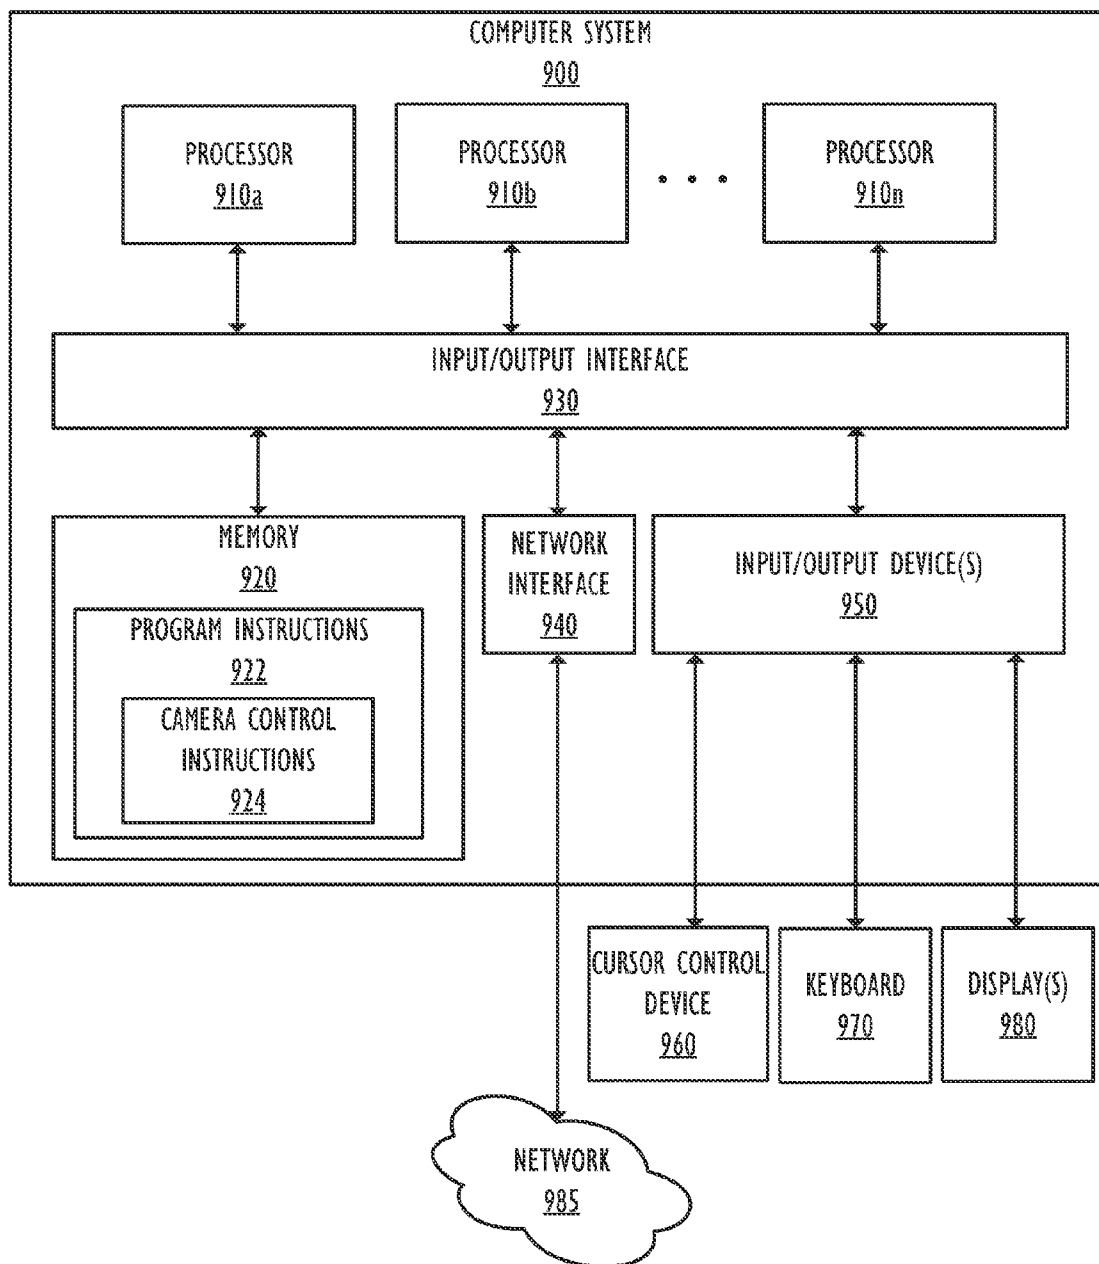 COMPUTER SYSTEM
900
PROCESSOR
910a
PROCESSOR
910b
. . .
PROCESSOR
910n
INPUT/OUTPUT INTERFACE
930
MEMORY
920
PROGRAM INSTRUCTIONS
922
CAMERA CONTROL
INSTRUCTIONS
924
NETWORK
INTERFACE
940
INPUT/OUTPUT DEVICE(S)
950
CURSOR CONTROL
DEVICE
960
KEYBOARD
970
DISPLAY(S)
980
NETWORK
985